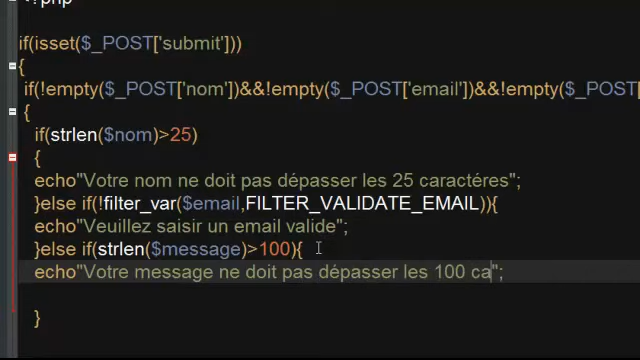 <?php
if(isset($_POST['submit']))
{
if(!empty($_POST['nom'])&&!empty($_POST['email'])&&!empty($_POST
{
if(strlen($nom)>25)
{
echo"Votre nom ne doit pas dépasser les 25 caractéres";
}else if(!filter_var($email,FILTER_VALIDATE_EMAIL)){
echo"Veuillez saisir un email valide";
}else if(strlen($message)>100){
echo"Votre message ne doit pas dépasser les 100 ca";
}